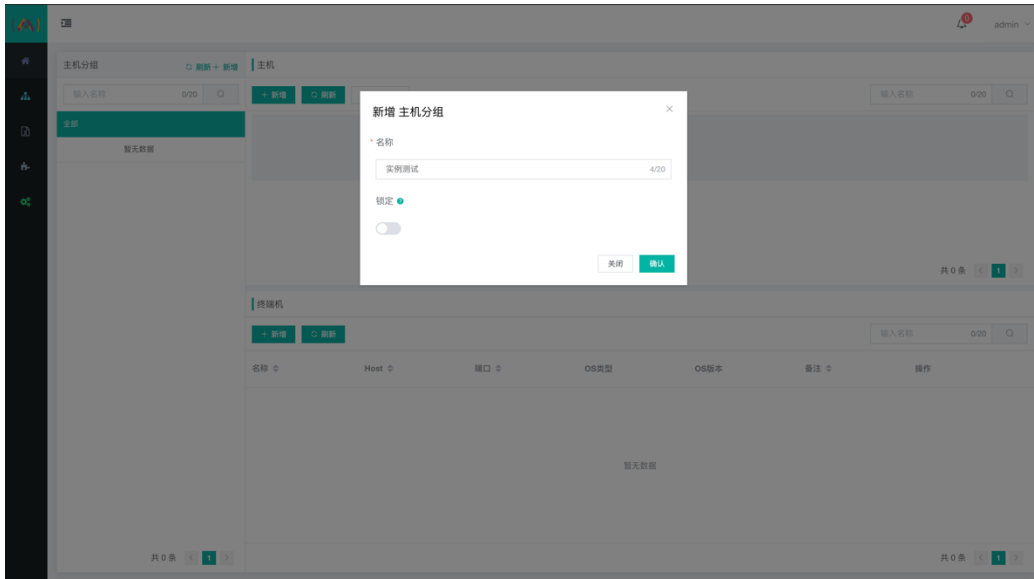 0
admin
主机分组
刷新
+ 新增
主机
输入名称
0/20
+ 新增
刷新
输入名称
0/20
全部
暂无数据
新增 主机分组
* 名称
实例测试
4/20
锁定
关闭
确认
共 0 条
1
终端机
+ 新增
刷新
输入名称
0/20
名称
Host
端口
OS类型
OS版本
备注
操作
暂无数据
共 0 条
1
共 0 条
1